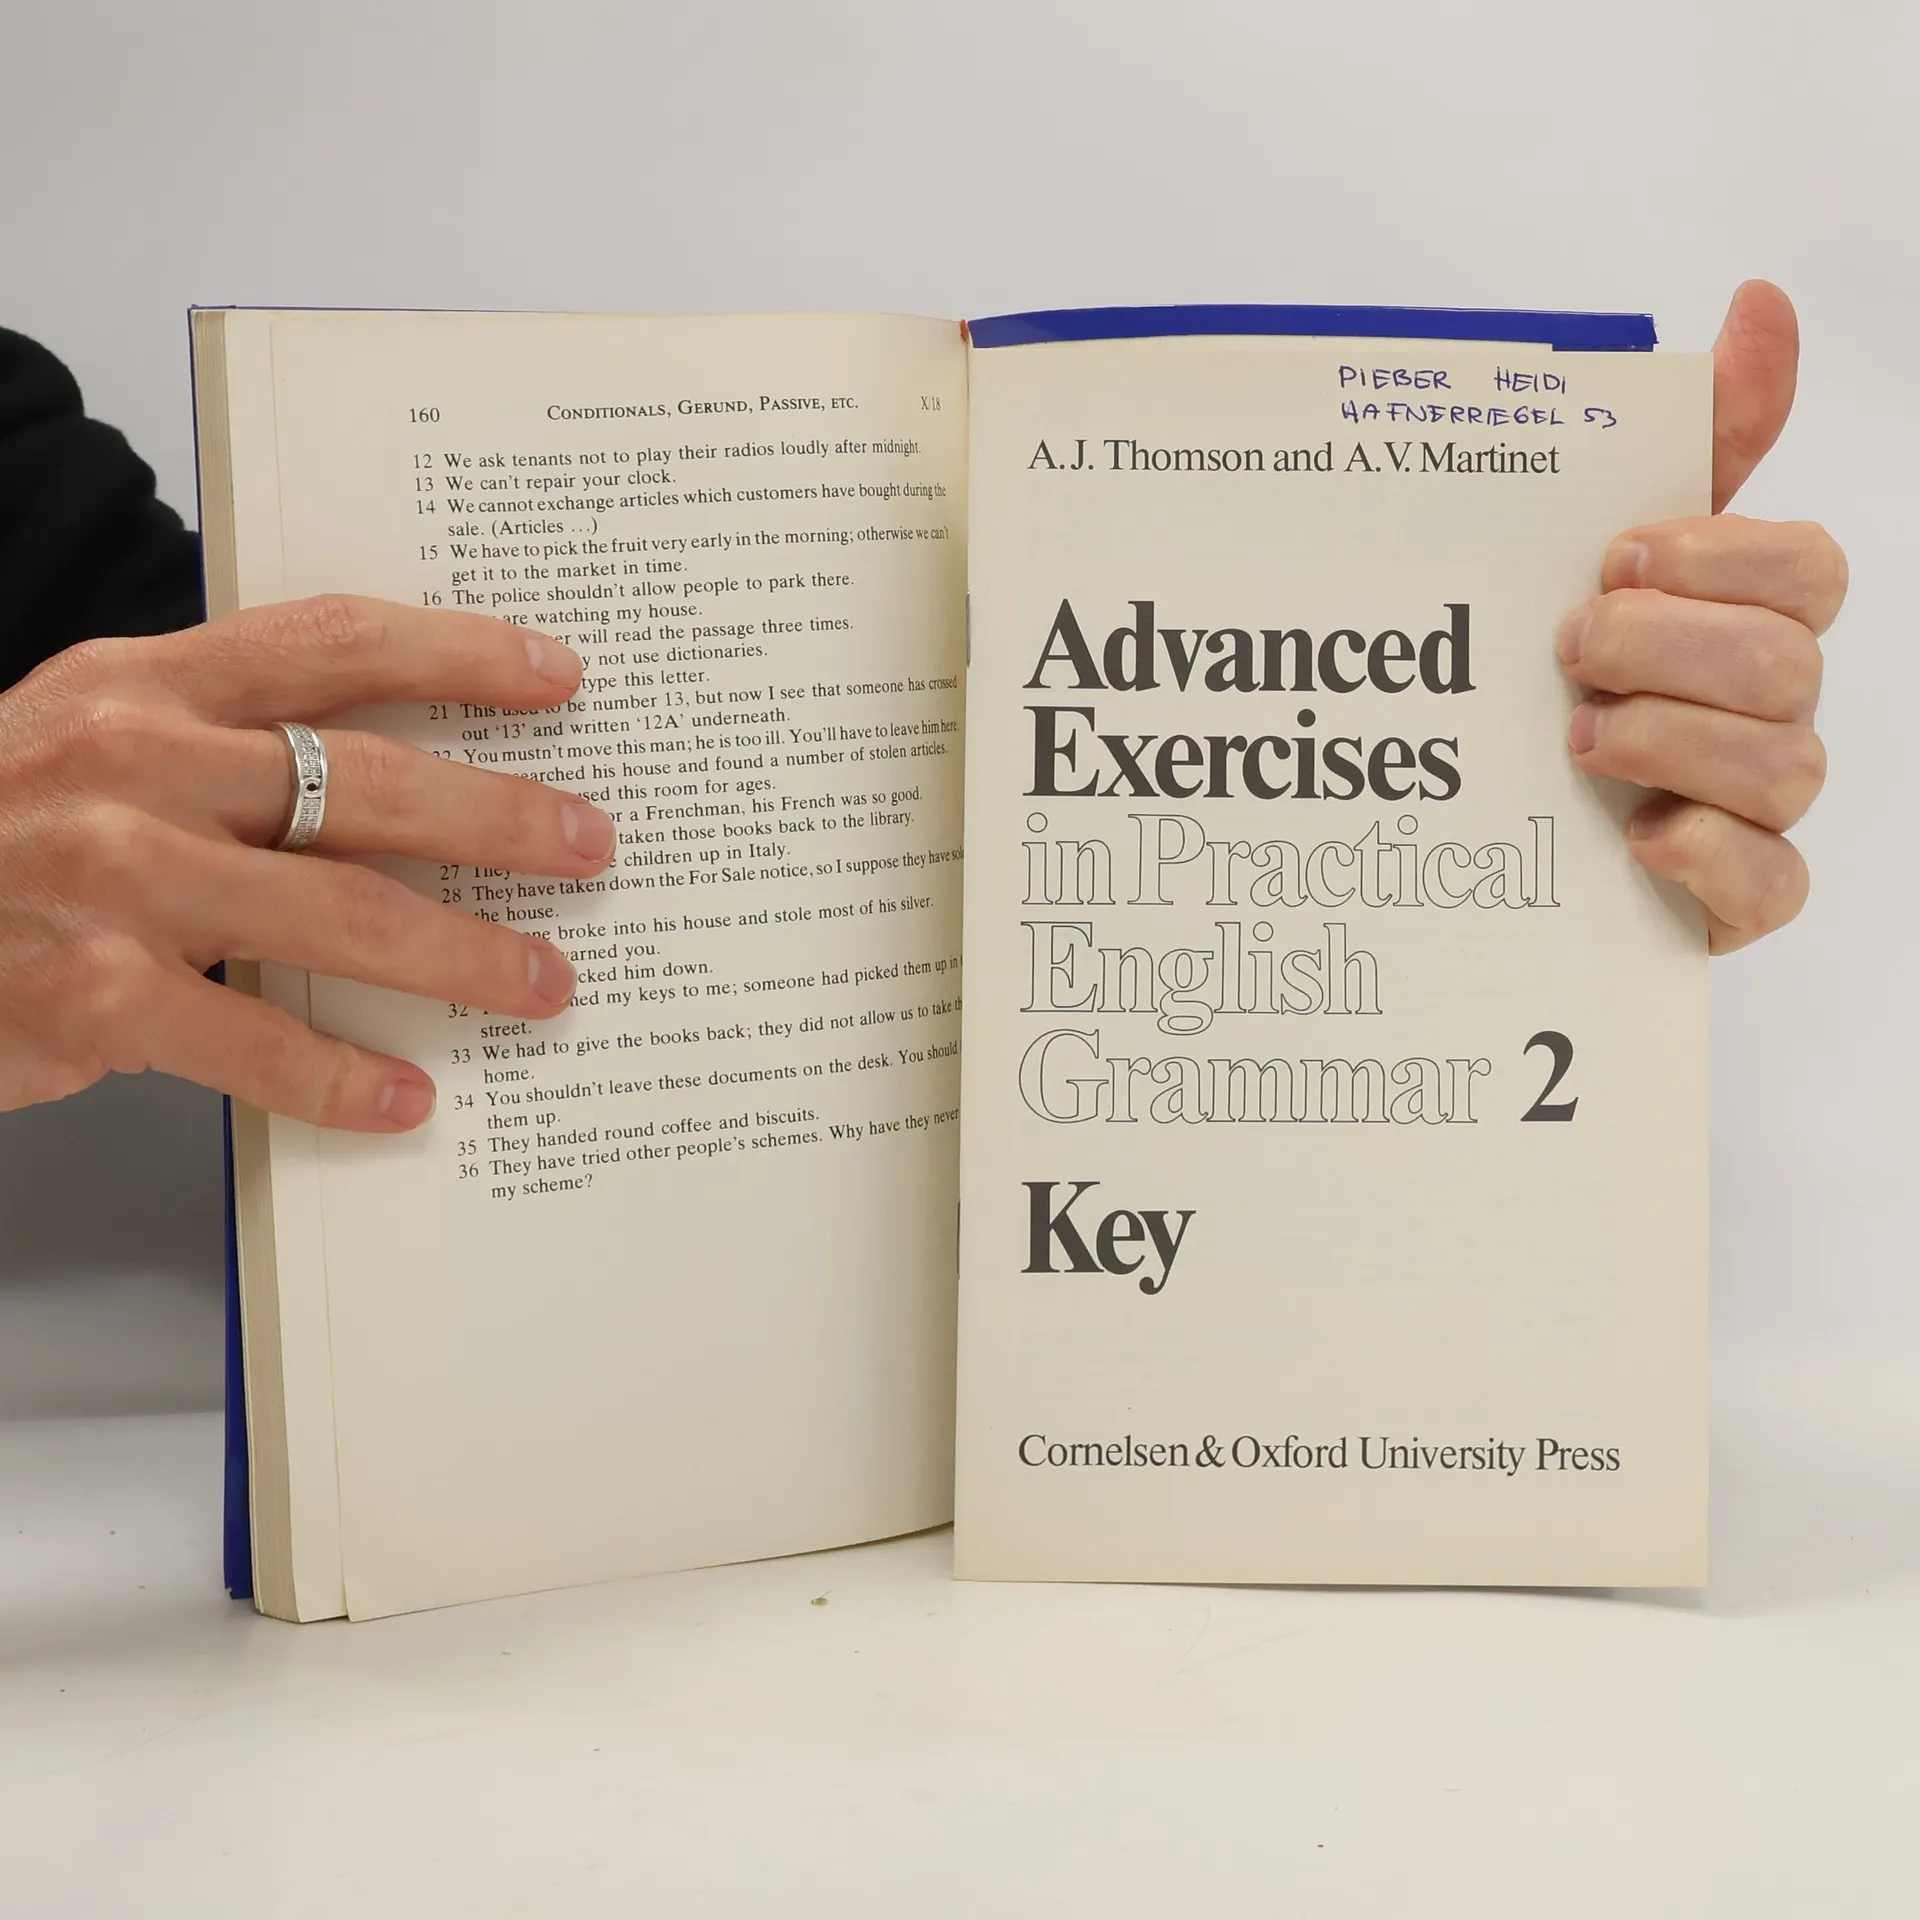 160 CONDITIONALS, GERUND, PASSIVE, ETC. X/18
12 We ask tenants not to play their radios loudly after midnight.
13 We can't repair your clock.
14 We cannot exchange articles which customers have bought during the
sale. (Articles ...)
15 We have to pick the fruit very early in the morning; otherwise we can't
get it to the market in time.
16 The police shouldn't allow people to park there.
are watching my house.
will read the passage three times.
not use dictionaries.
type this letter.
21 This used to be number 13, but now I see that someone has crossed
out '13' and written '12A' underneath.
You mustn't move this man; he is too ill. You'll have to leave him here.
his house and found a number of stolen articles.
this room for ages.
a Frenchman, his French was so good.
taken those books back to the library.
27 They children up in Italy.
28 They have taken down the For Sale notice, so I suppose they have sold
the house.
broke into his house and stole most of his silver.
you.
him down.
32 my keys to me; someone had picked them up in
street.
33 We had to give the books back; they did not allow us to take
home.
34 You shouldn't leave these documents on the desk. You should
them up.
35 They handed round coffee and biscuits.
36 They have tried other people's schemes. Why have they never
my scheme?
PIEBER HEIDI
HAFNERRIEGEL 53
A. J. Thomson and A. V. Martinet
Advanced
Exercises
in Practical
English
Grammar 2
Key
Cornelsen & Oxford University Press